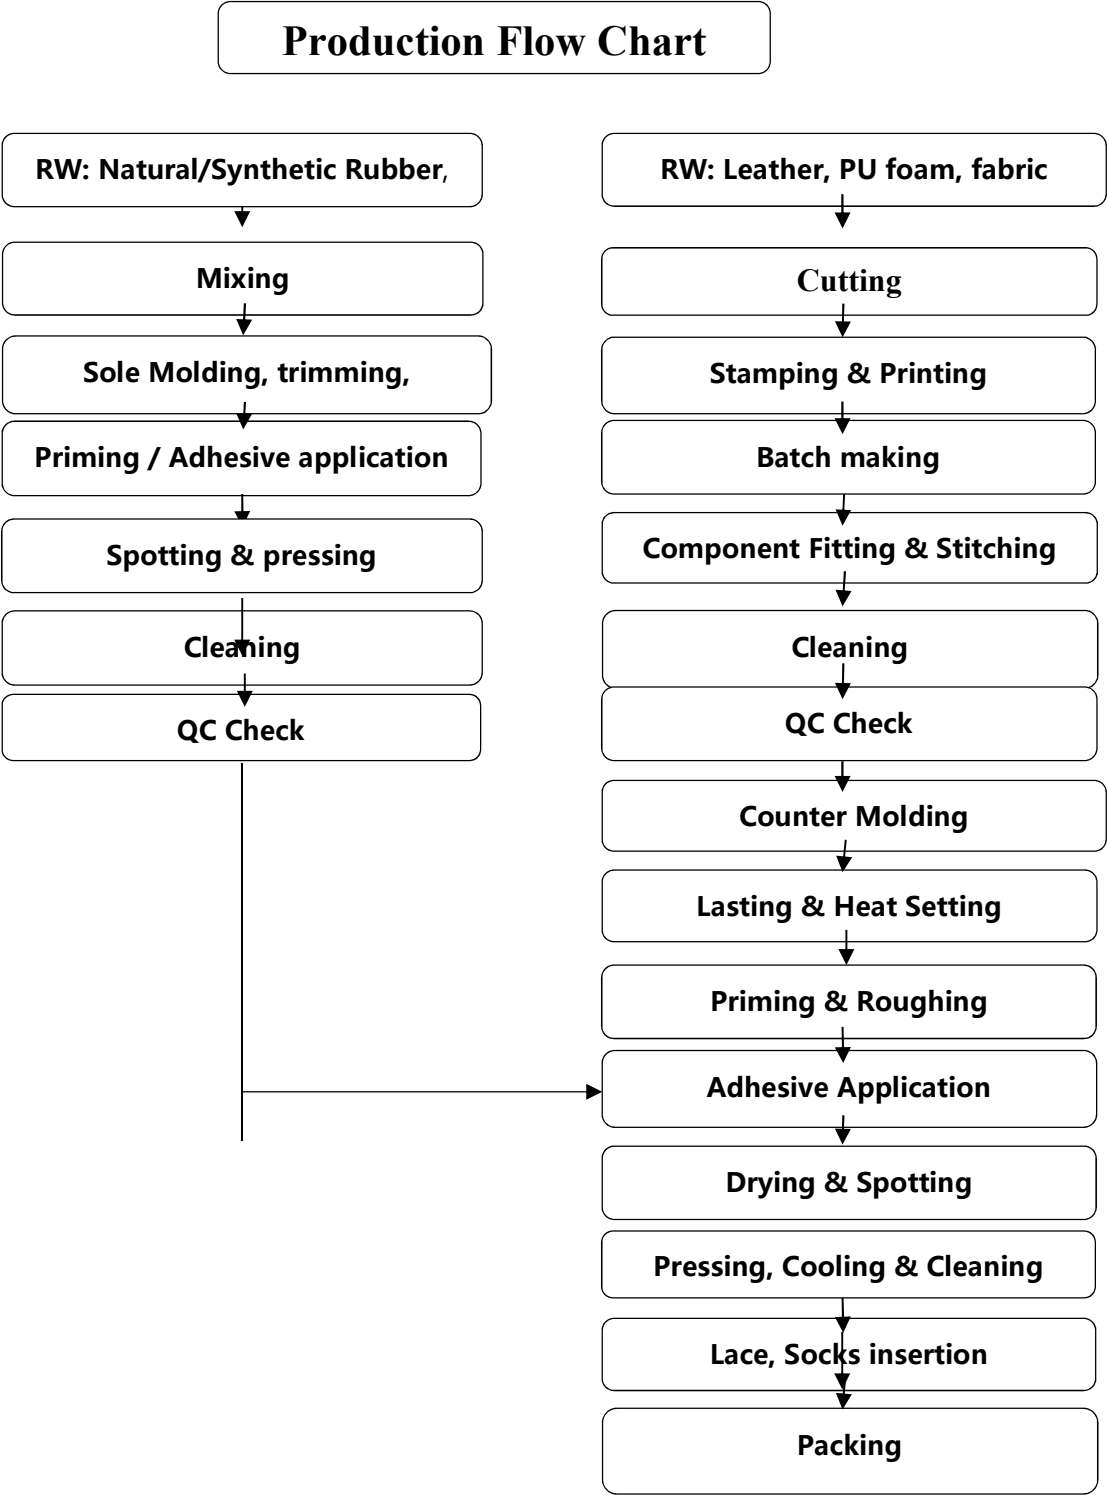 Production Flow Chart
RW: Natural/Synthetic Rubber,
Mixing
Sole Molding, trimming,
Priming / Adhesive application
Spotting & pressing
Cleaning
QC Check
RW: Leather, PU foam, fabric
Cutting
Stamping & Printing
Batch making
Component Fitting & Stitching
Cleaning
QC Check
Counter Molding
Lasting & Heat Setting
Priming & Roughing
Adhesive Application
Drying & Spotting
Pressing, Cooling & Cleaning
Lace, Socks insertion
Packing